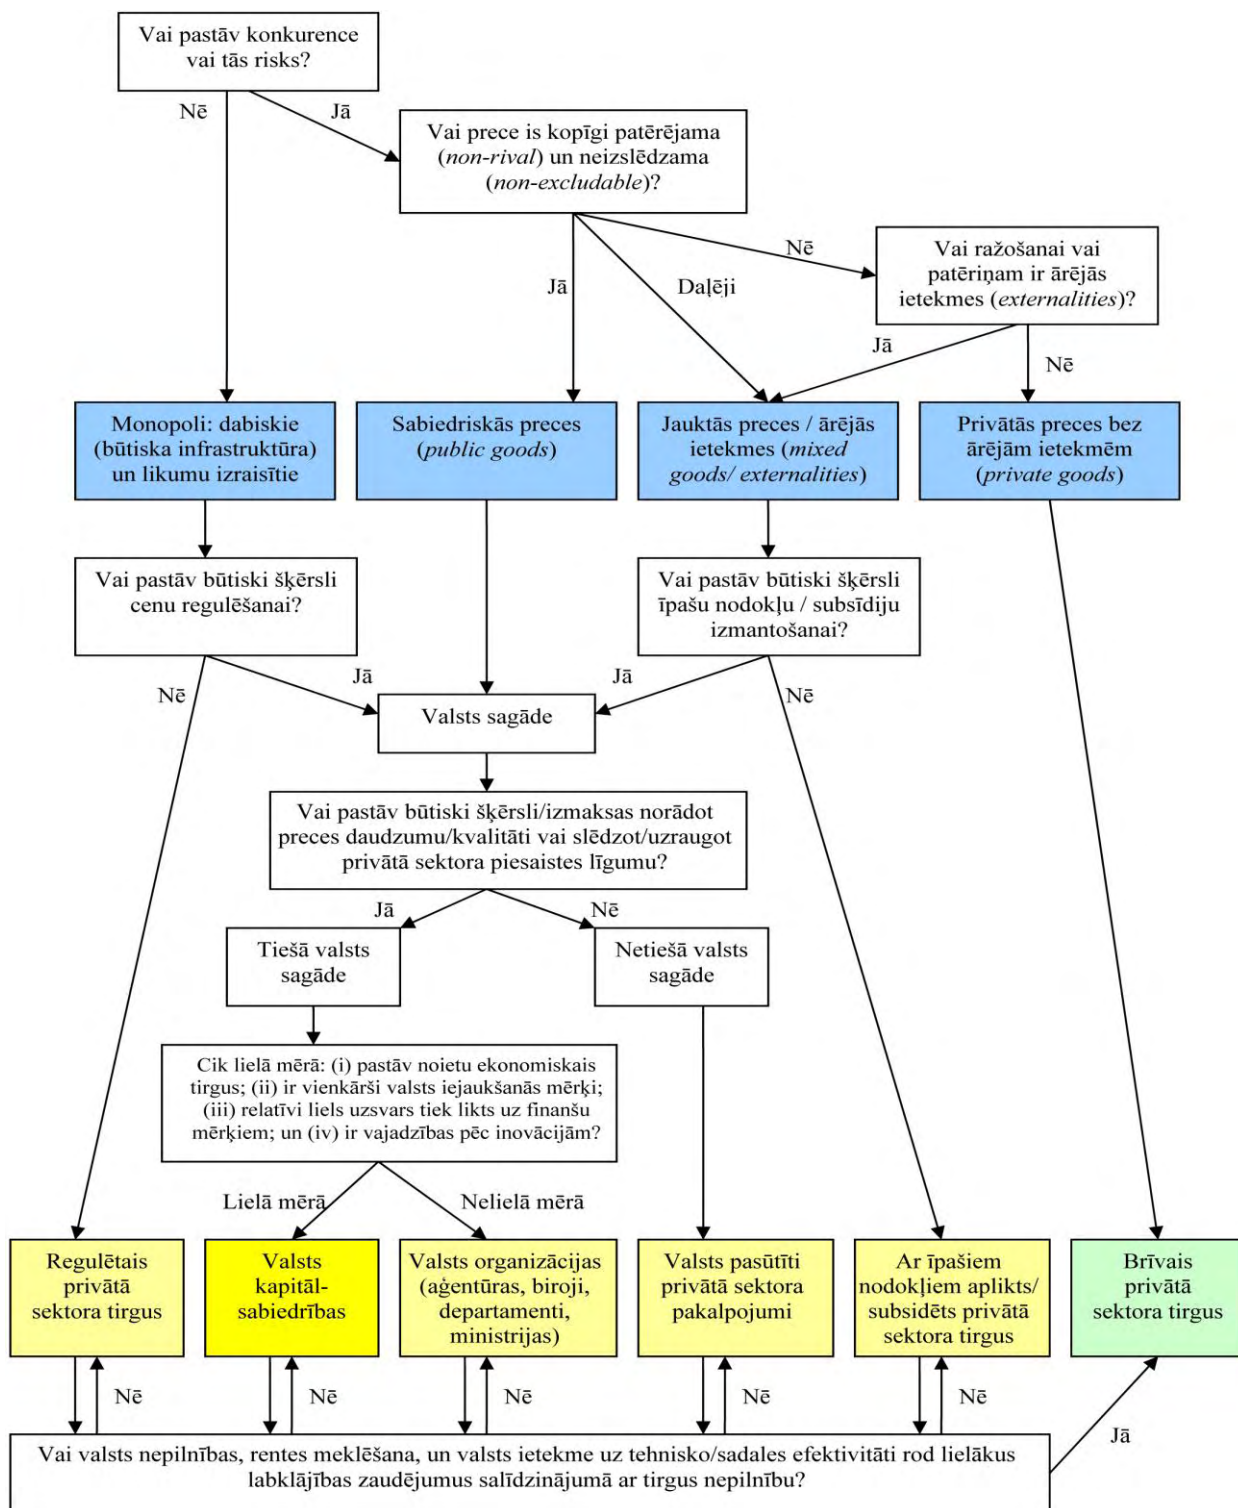 Vai pastāv konkurence
vai tās risks?
Nē
Jā
Vai prece is kopīgi patērējama
(non-rival) un neizslēdzama
(non-excludable)?
Jā
Daļēji
Nē
Vai ražošanai vai
patēriņam ir ārējās
ietekmes (externalities)?
Jā
Nē
Monopoli: dabiskie
(būtiska infrastruktūra)
un likumu izraisītie
Sabiedriskās preces
(public goods)
Jauktās preces / ārējās
ietekmes (mixed
goods/ externalities)
Privātās preces bez
ārējām ietekmēm
(private goods)
Vai pastāv būtiski šķērsli
cenu regulēšanai?
Vai pastāv būtiski šķērsli
īpašu nodokļu / subsīdiju
izmantošanai?
Nē
Jā
Jā
Nē
Valsts sagāde
Vai pastāv būtiski šķērsli/izmaksas norādot
preces daudzumu/kvalitāti vai slēdzot/uzraugot
privātā sektora piesaistes līgumu?
Jā
Nē
Tiešā valsts
sagāde
Netiešā valsts
sagāde
Cik lielā mērā: (i) pastāv noietu ekonomiskais
tirgus; (ii) ir vienkārši valsts iejaukšanās mērķi;
(iii) relatīvi liels uzsvars tiek likts uz finanšu
mērķiem; un (iv) ir vajadzības pēc inovācijām?
Lielā mērā
Nelielā mērā
Regulētais
privātā
sektora tirgus
Valsts
kapitāl-
sabiedrības
Valsts organizācijas
(aģentūras, biroji,
departamenti,
ministrijas)
Valsts pasūtīti
privātā sektora
pakalpojumi
Ar īpašiem
nodokļiem aplikts/
subsidēts privātā
sektora tirgus
Brīvais
privātā
sektora tirgus
Nē
Nē
Nē
Nē
Nē
Jā
Vai valsts nepilnības, rentes meklēšana, un valsts ietekme uz tehnisko/sadales efektivitāti rod lielākus
labklājības zaudējumus salīdzinājumā ar tirgus nepilnību?